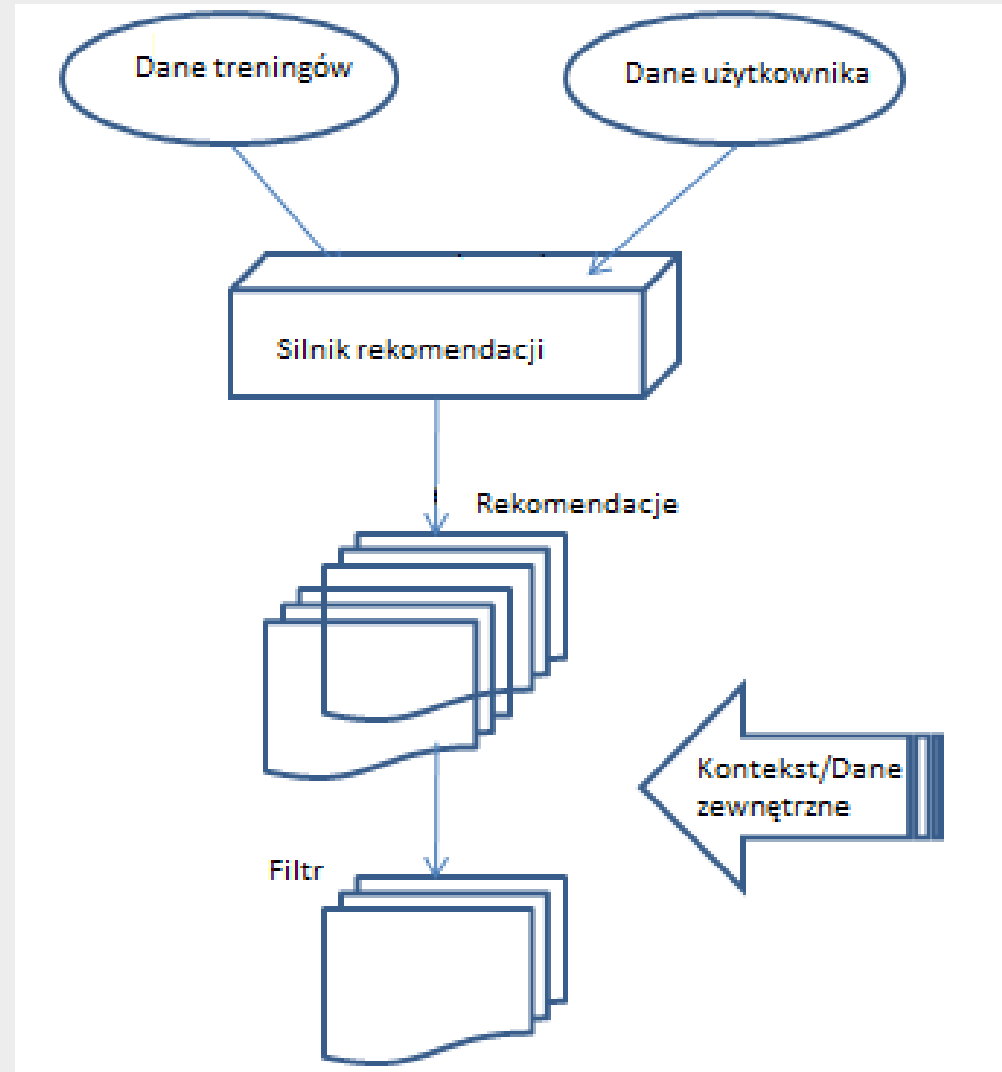 Dane treningów
Dane użytkownika
Silnik rekomendacji
Rekomendacje
Kontekst/Dane
zewnętrzne
Filtr